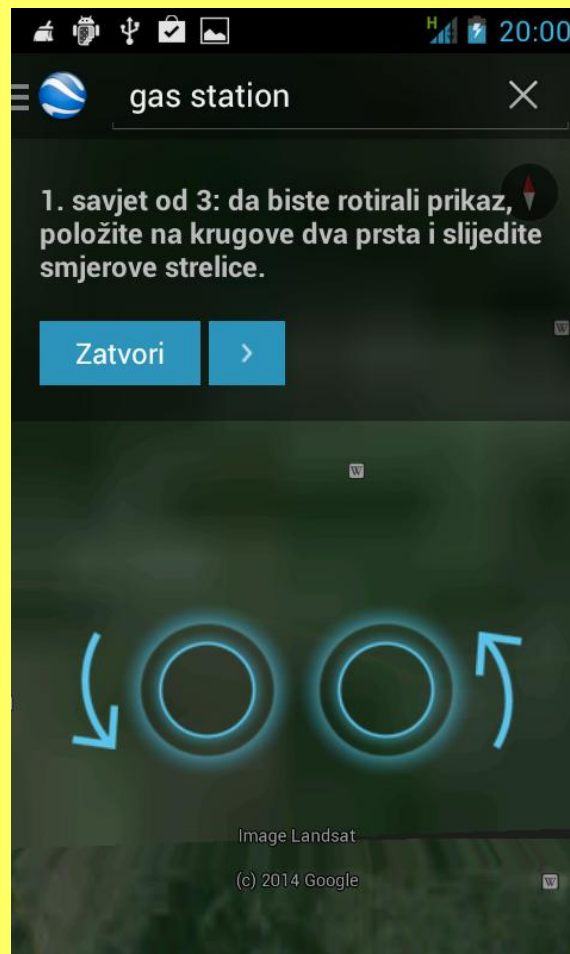 H 20:00
gas station
1. savjet od 3: da biste rotirali prikaz,
položite na krugove dva prsta i slijedite
smjerove strelice.
Zatvori
W
W
Image Landsat
(c) 2014 Google
W